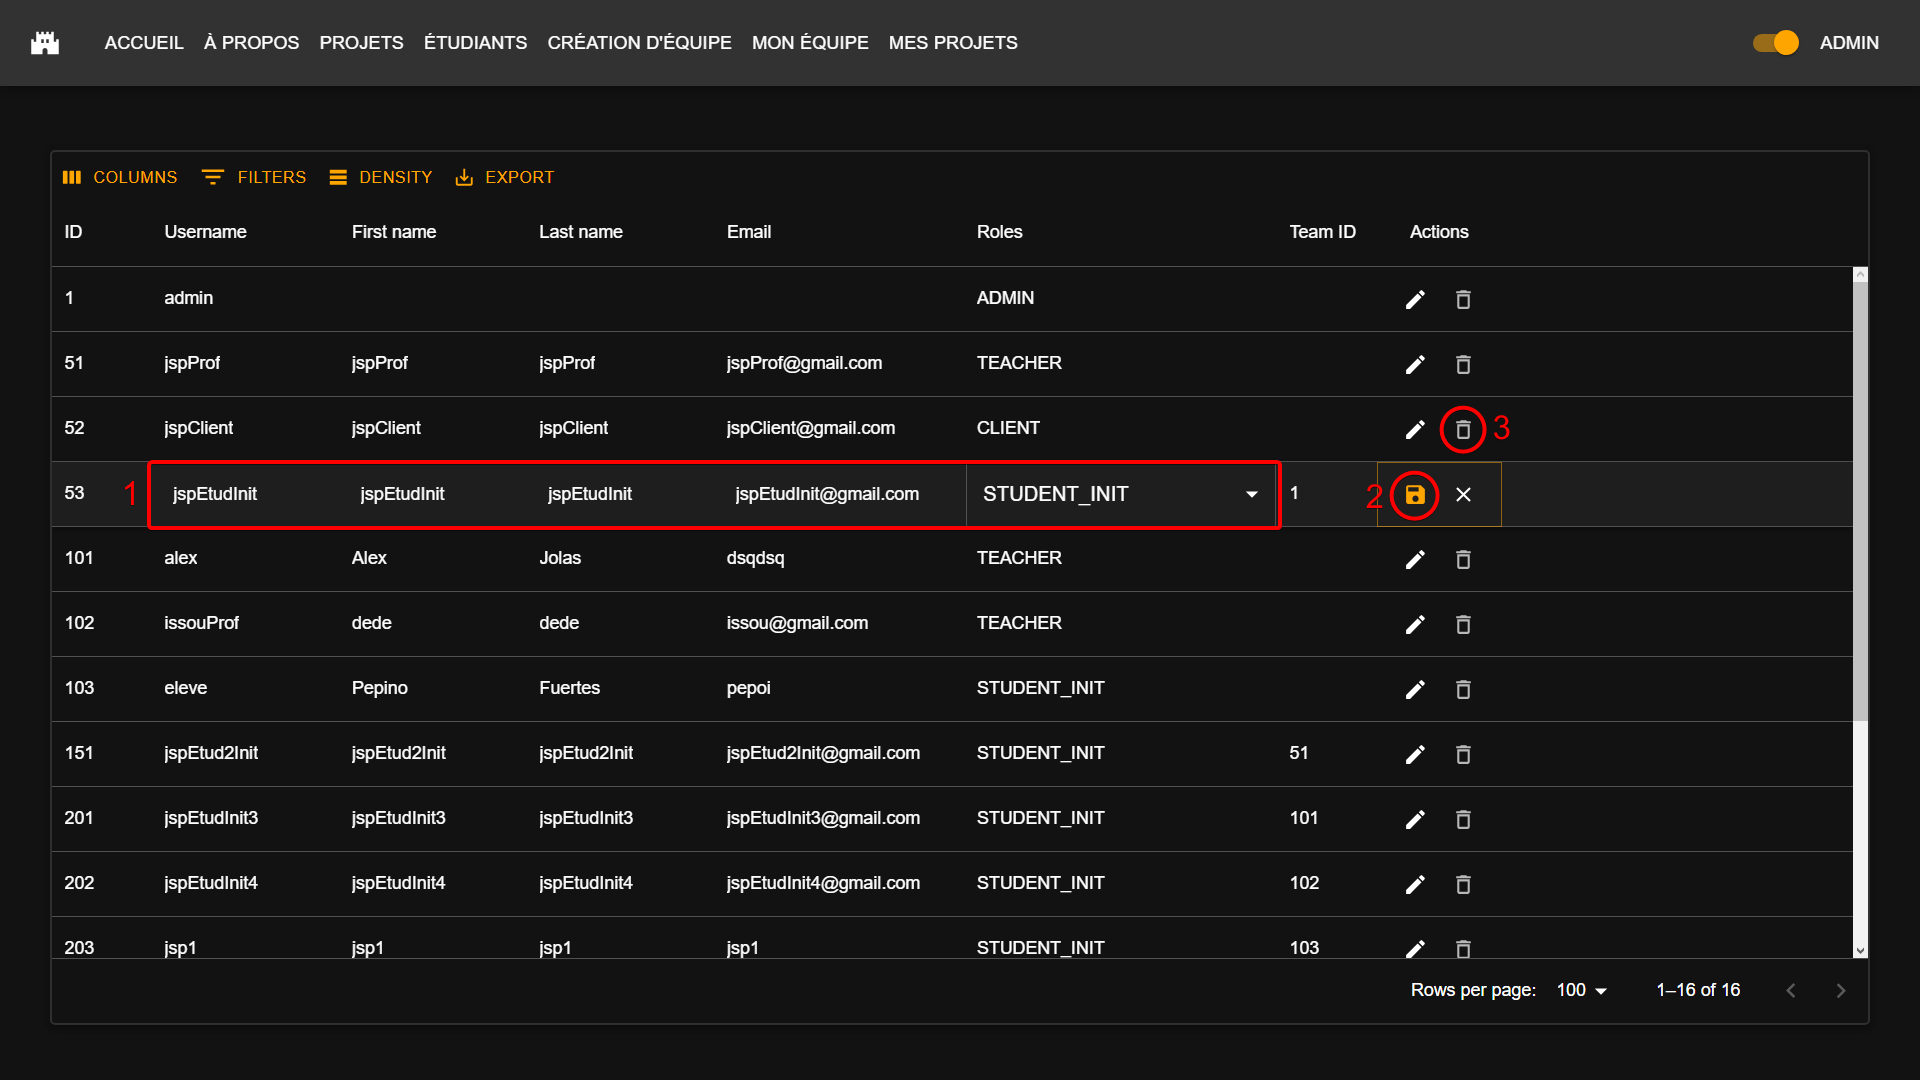 ACCUEIL À PROPOS PROJETS ÉTUDIANTS CRÉATION D'ÉQUIPE MON ÉQUIPE MES PROJETS ADMIN
COLUMNS FILTERS DENSITY EXPORT
ID Username First name Last name Email Roles Team ID Actions
1 admin ADMIN
51 jspProf jspProf jspProf jspProf@gmail.com TEACHER
52 jspClient jspClient jspClient jspClient@gmail.com CLIENT 3
53 1 jspEtudInit jspEtudInit jspEtudInit jspEtudInit@gmail.com STUDENT_INIT 1 2
101 alex Alex Jolas dsqdsq TEACHER
102 issouProf dede dede issou@gmail.com TEACHER
103 eleve Pepino Fuertes pepoi STUDENT_INIT
151 jspEtud2Init jspEtud2Init jspEtud2Init jspEtud2Init@gmail.com STUDENT_INIT 51
201 jspEtudInit3 jspEtudInit3 jspEtudInit3 jspEtudInit3@gmail.com STUDENT_INIT 101
202 jspEtudInit4 jspEtudInit4 jspEtudInit4 jspEtudInit4@gmail.com STUDENT_INIT 102
203 jsp1 jsp1 jsp1 jsp1 STUDENT_INIT 103
Rows per page: 100 1–16 of 16